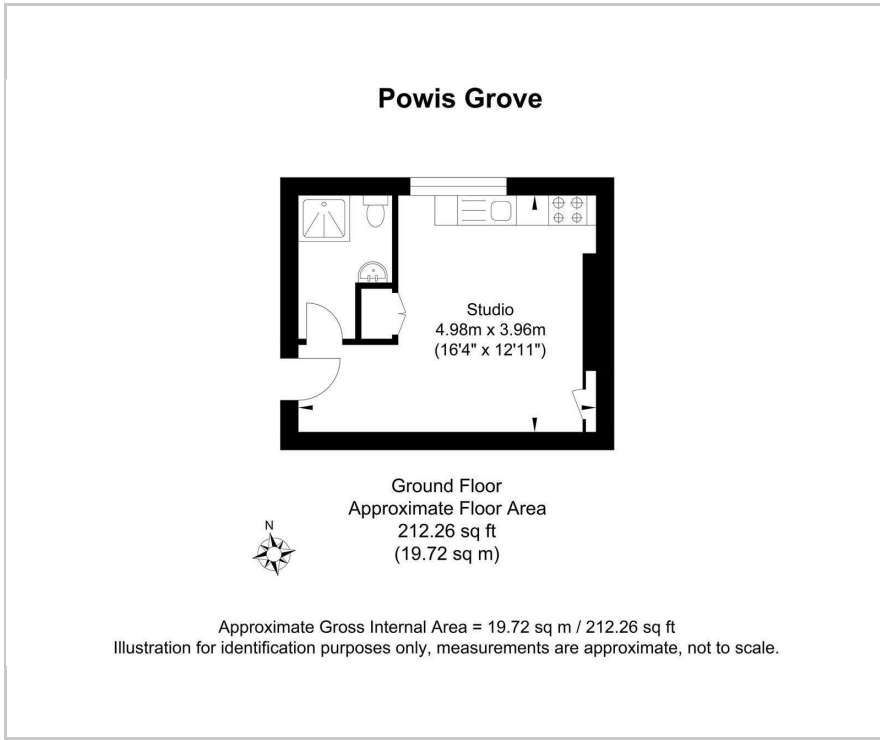 Powis Grove
Studio
4.98m x 3.96m
(16'4" x 12'11")
Ground Floor
Approximate Floor Area
212.26 sq ft
(19.72 sq m)
N
Approximate Gross Internal Area = 19.72 sq m / 212.26 sq ft
Illustration for identification purposes only, measurements are approximate, not to scale.